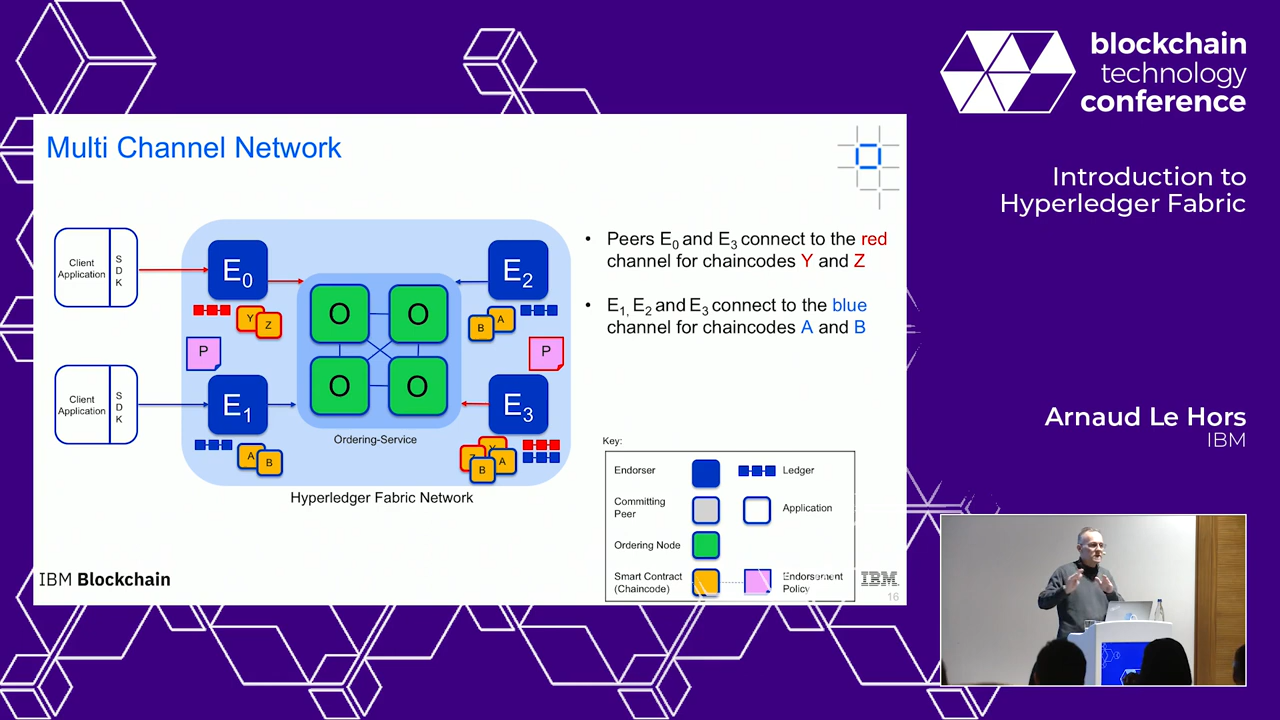 blockchain
technology
conference
Introduction to
Hyperledger Fabric
Arnaud Le Hors
IBM
Multi Channel Network
Client
Application
S
D
K
E0
E2
Y
Z
B
A
P
P
O
O
O
O
Client
Application
S
D
K
E1
E3
A
B
Y
Z
A
B
Ordering-Service
Hyperledger Fabric Network
• Peers E0 and E3 connect to the red
channel for chaincodes Y and Z
• E1, E2 and E3 connect to the blue
channel for chaincodes A and B
Key:
Endorser
Ledger
Committing
Peer
Application
Ordering Node
Smart Contract
(Chaincode)
Endorsement
Policy
IBM Blockchain
IBM
16